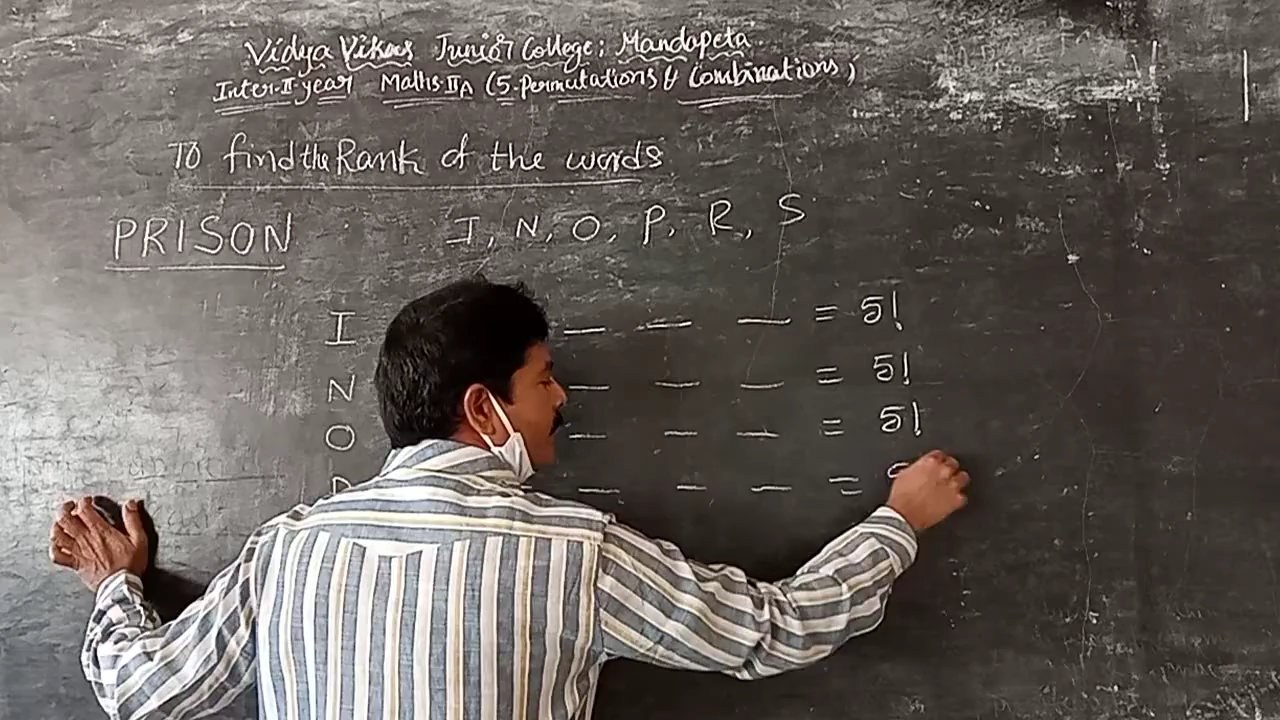 Vidya Vikas Junior College; Mandapeta
Inter-II-year Maths-IIA (5. Permutations & Combinations)
To find the Rank of the words
PRISON I, N, O, P, R, S
I _ _ _ = 5!
N _ _ _ = 5!
O _ _ _ = 5!
_ _ _ =